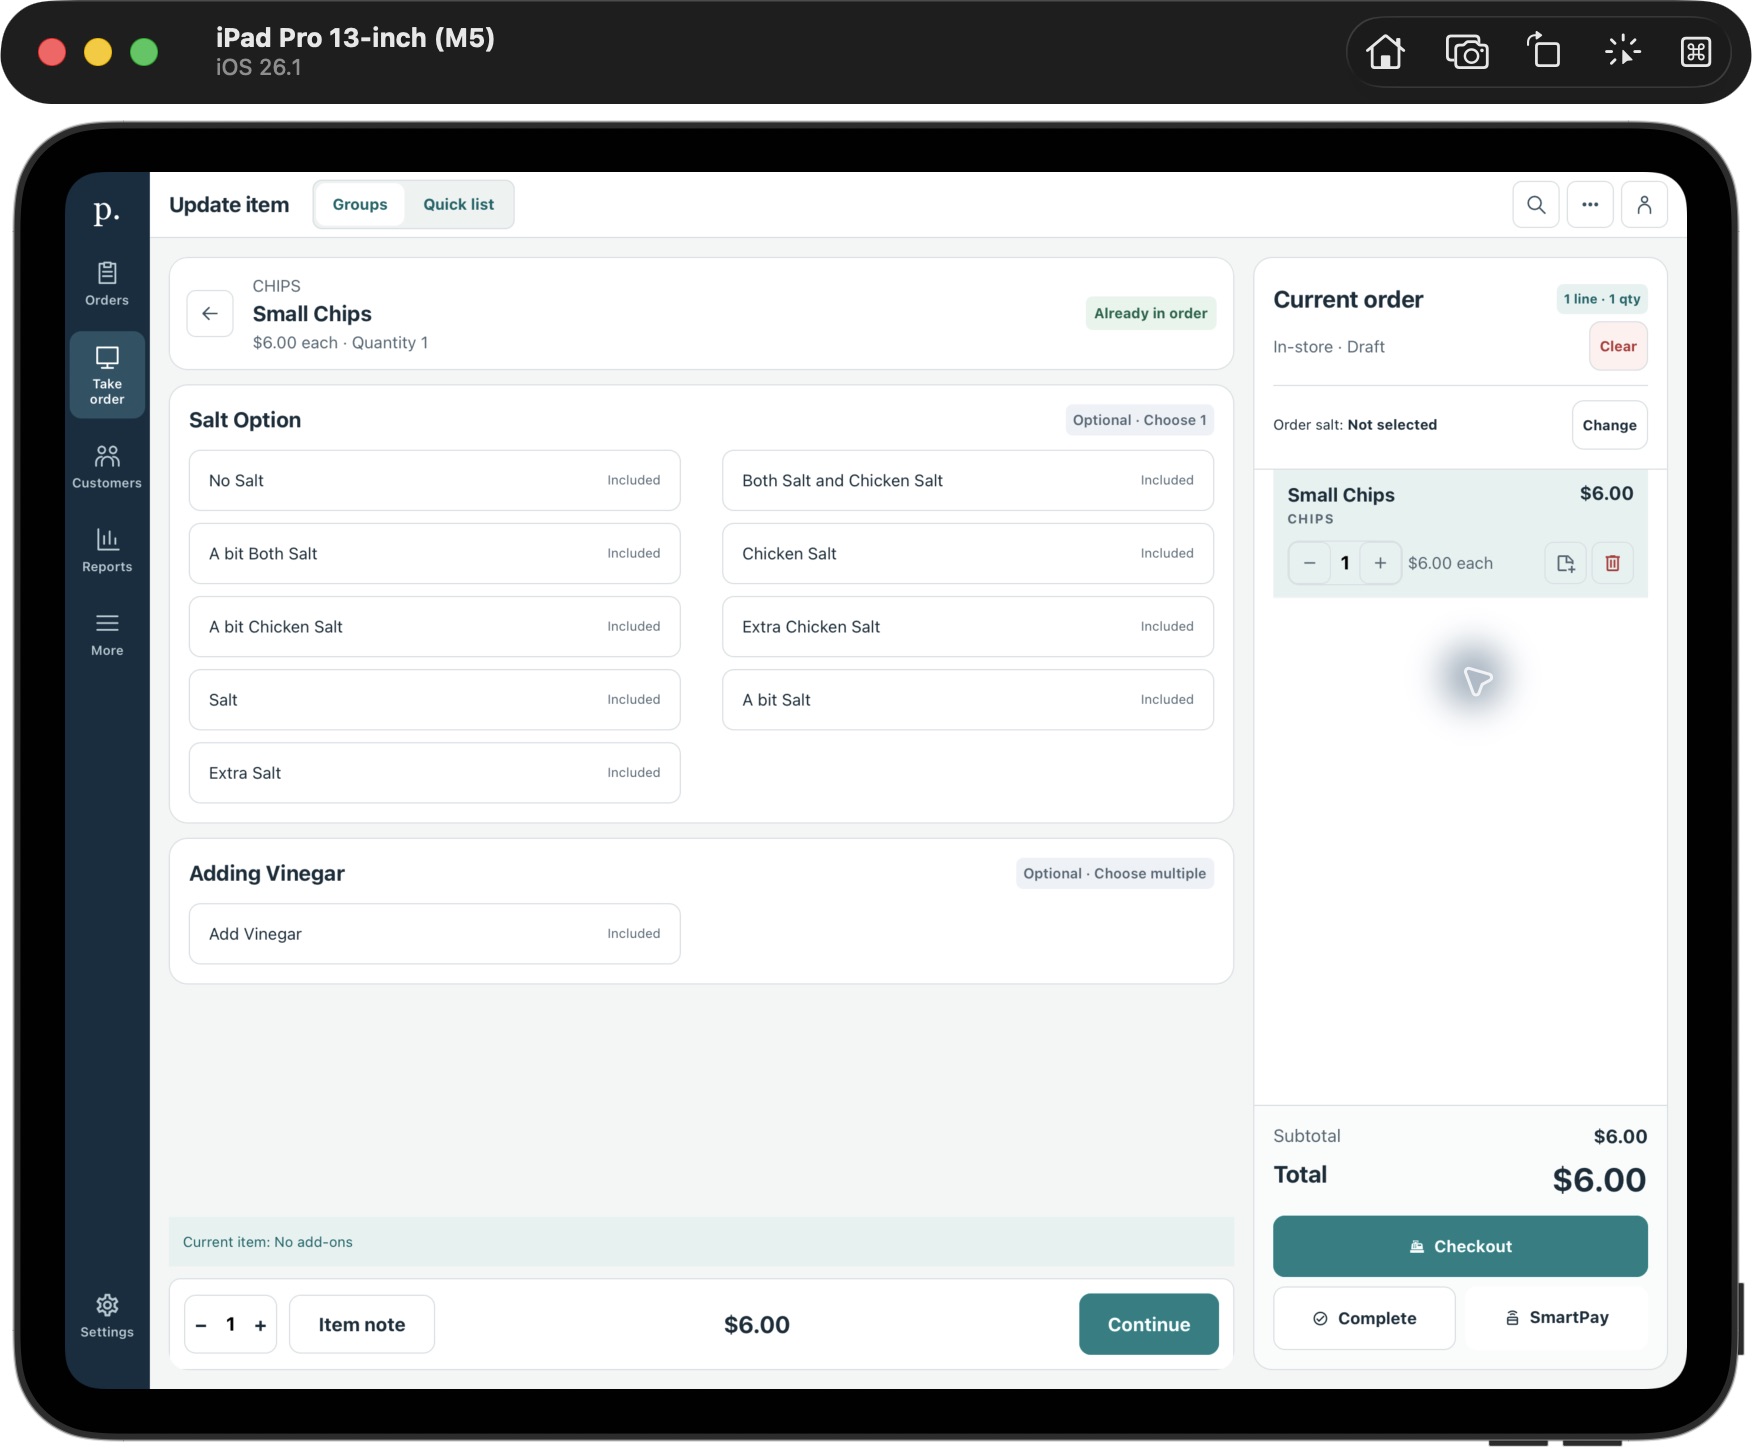 iPad Pro 13-inch (M5)
iOS 26.1
p.
Orders
Take
order
Customers
Reports
More
Settings
Update item
Groups
Quick list
CHIPS
Small Chips
$6.00 each · Quantity 1
Already in order
Salt Option
Optional · Choose 1
No Salt
Included
Both Salt and Chicken Salt
Included
A bit Both Salt
Included
Chicken Salt
Included
A bit Chicken Salt
Included
Extra Chicken Salt
Included
Salt
Included
A bit Salt
Included
Extra Salt
Included
Adding Vinegar
Optional · Choose multiple
Add Vinegar
Included
Current item: No add-ons
− 1 +
Item note
$6.00
Continue
Current order
1 line · 1 qty
In-store · Draft
Clear
Order salt: Not selected
Change
Small Chips
$6.00
CHIPS
− 1 +
$6.00 each
Subtotal
$6.00
Total
$6.00
Checkout
Complete
SmartPay